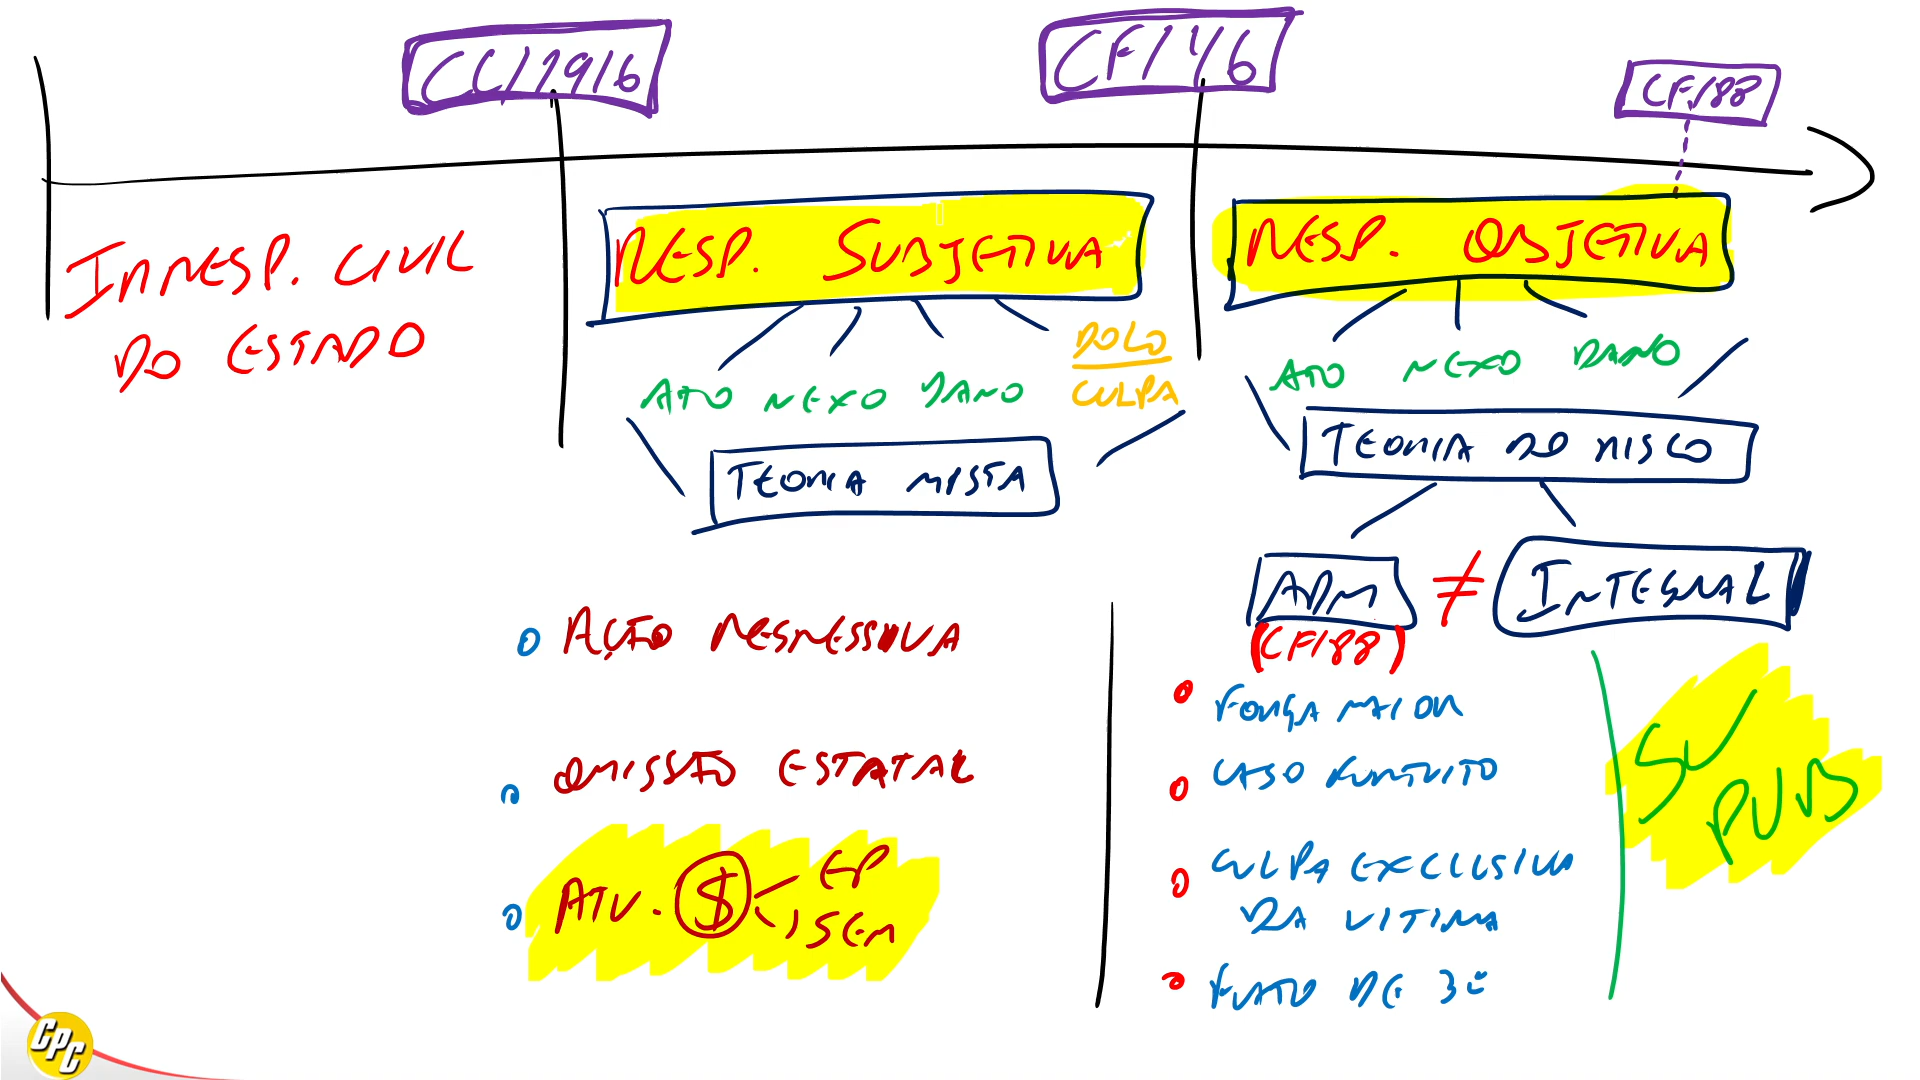 CC/1916
CF/46
CF/88
IRRESP. CIVIL
DO ESTADO
RESP. SUBJETIVA
RESP. OBJETIVA
ATO NEXO DANO DOLO
CULPA
ATO NEXO DANO
TEORIA MISTA
TEORIA DO RISCO
ADM ≠ INTEGRAL
(CF/88)
AÇÃO REGRESSIVA
OMISSÃO ESTATAL
ATV. $ EP
SEM
FORÇA MAIOR
CASO FORTUITO
CULPA EXCLUSIVA
DA VITIMA
FATO DE 3º
CPC